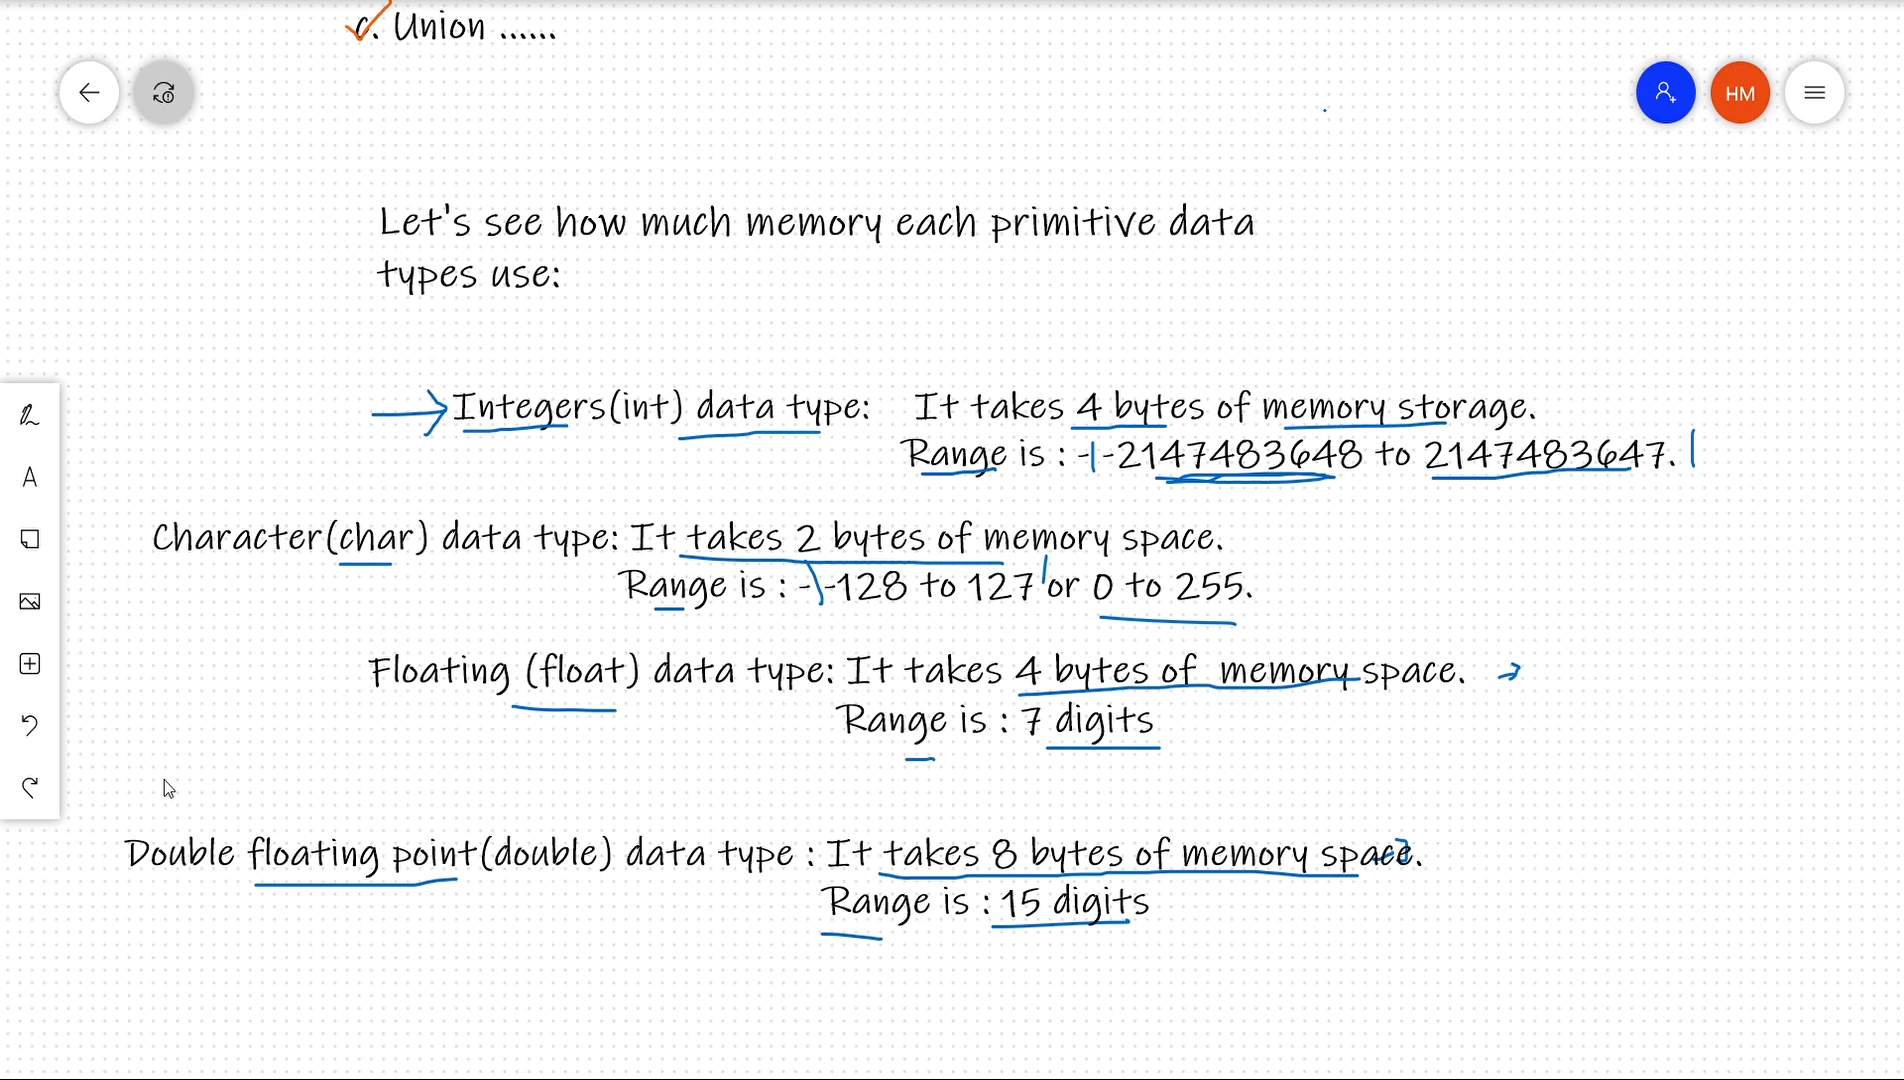 c. Union ......
HM
Let's see how much memory each primitive data
types use:
Integers(int) data type: It takes 4 bytes of memory storage.
Range is : --2147483648 to 2147483647.
Character(char) data type: It takes 2 bytes of memory space.
Range is : --128 to 127 or 0 to 255.
Floating (float) data type: It takes 4 bytes of memory space.
Range is : 7 digits
Double floating point(double) data type : It takes 8 bytes of memory space.
Range is : 15 digits